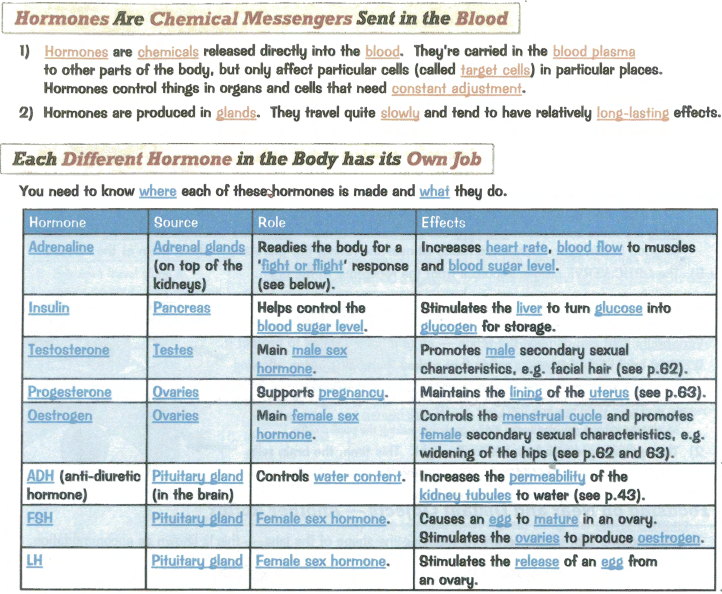 Hormones Are Chemical Messengers Sent in the Blood
1) Hormones are chemicals released directly into the blood. They're carried in the blood plasma
to other parts of the body, but only affect particular cells (called target cells) in particular places.
Hormones control things in organs and cells that need constant adjustment.
2) Hormones are produced in glands. They travel quite slowly and tend to have relatively long-lasting effects.
Each Different Hormone in the Body has its Own Job
You need to know where each of these hormones is made and what they do.
Hormone Source Role Effects
Adrenaline Adrenal glands Readies the body for a Increases heart rate, blood flow to muscles
(on top of the 'fight or flight' response and blood sugar level.
kidneys) (see below).
Insulin Pancreas Helps control the Stimulates the liver to turn glucose into
blood sugar level. glycogen for storage.
Testosterone Testes Main male sex Promotes male secondary sexual
hormone. characteristics, e.g. facial hair (see p.62).
Progesterone Ovaries Supports pregnancy. Maintains the lining of the uterus (see p.63).
Oestrogen Ovaries Main female sex Controls the menstrual cycle and promotes
hormone. female secondary sexual characteristics, e.g.
widening of the hips (see p.62 and 63).
ADH (anti-diuretic Pituitary gland Controls water content. Increases the permeability of the
hormone) (in the brain) kidney tubules to water (see p.43).
FSH Pituitary gland Female sex hormone. Causes an egg to mature in an ovary.
Stimulates the ovaries to produce oestrogen.
LH Pituitary gland Female sex hormone. Stimulates the release of an egg from
an ovary.